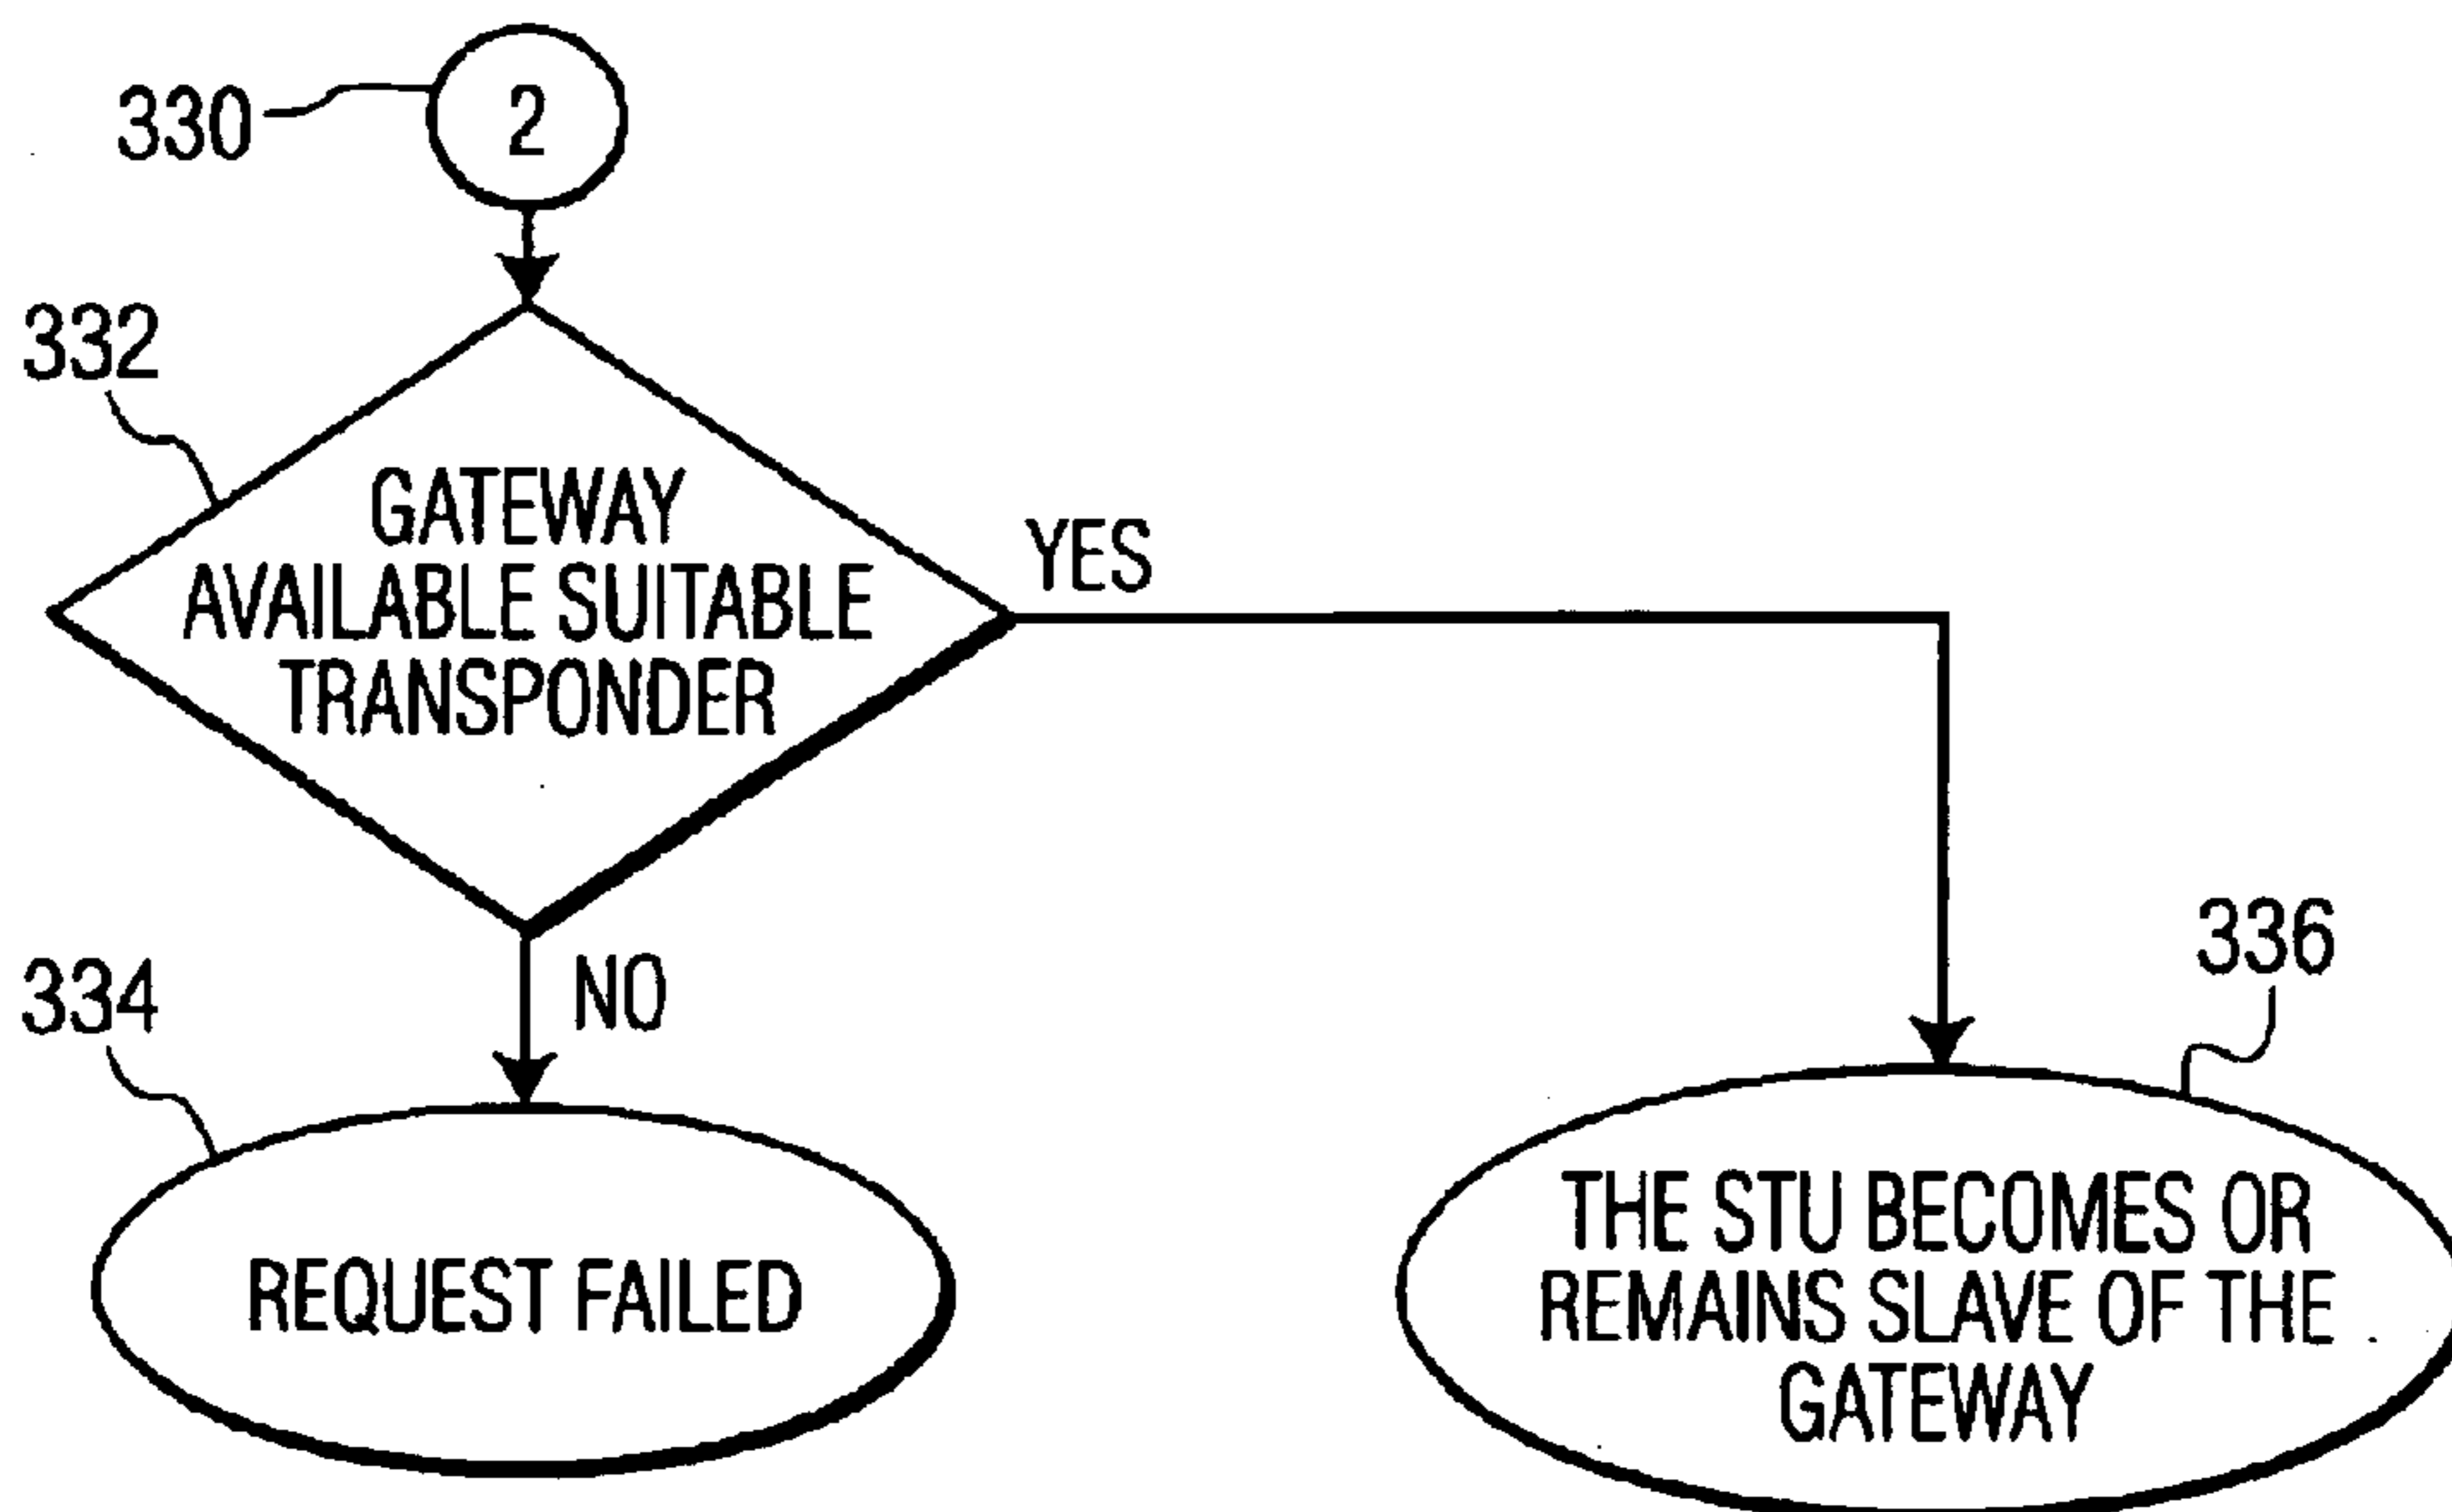 330
2
332
GATEWAY
AVAILABLE SUITABLE
TRANSPONDER
YES
NO
334
336
REQUEST FAILED
THE STU BECOMES OR
REMAINS SLAVE OF THE
GATEWAY